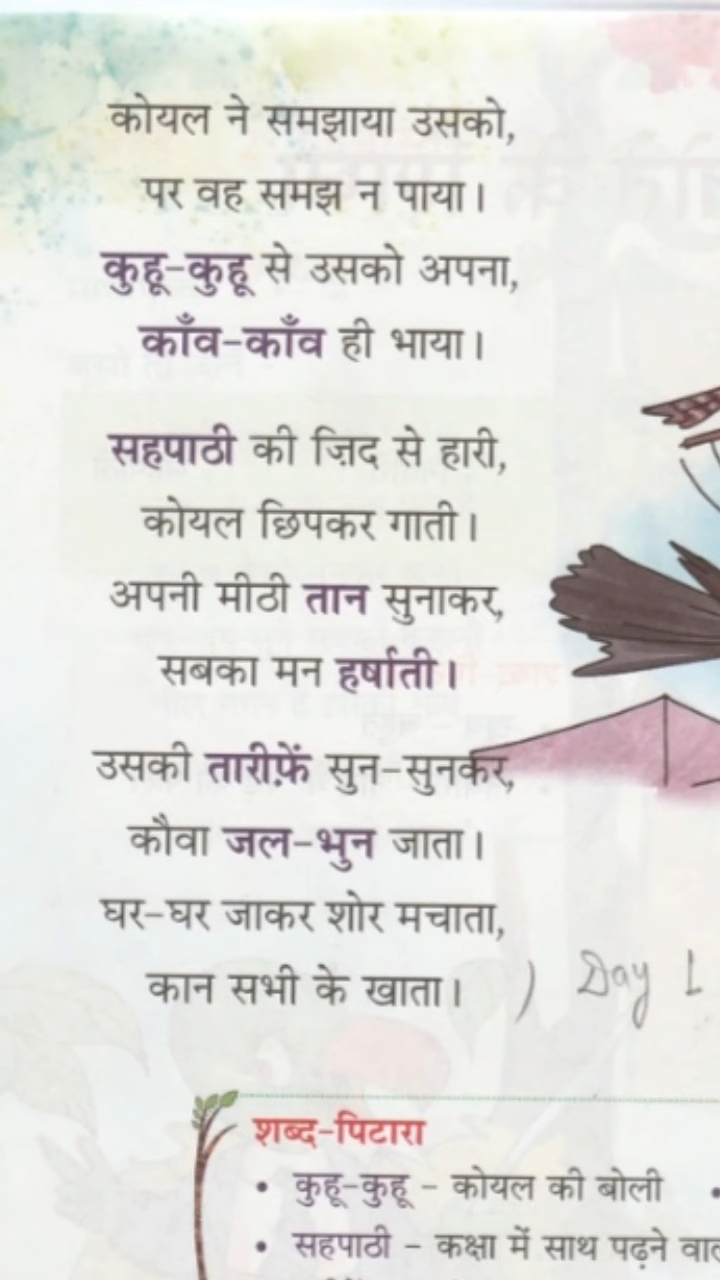 कोयल ने समझाया उसको,
पर वह समझ न पाया।
कुहू-कुहू से उसको अपना,
काँव-काँव ही भाया।
सहपाठी की ज़िद से हारी,
कोयल छिपकर गाती।
अपनी मीठी तान सुनाकर,
सबका मन हर्षाती।
उसकी तारीफ़ें सुन-सुनकर,
कौवा जल-भुन जाता।
घर-घर जाकर शोर मचाता,
कान सभी के खाता। ) Day 1
शब्द-पिटारा
• कुहू-कुहू - कोयल की बोली •
• सहपाठी - कक्षा में साथ पढ़ने